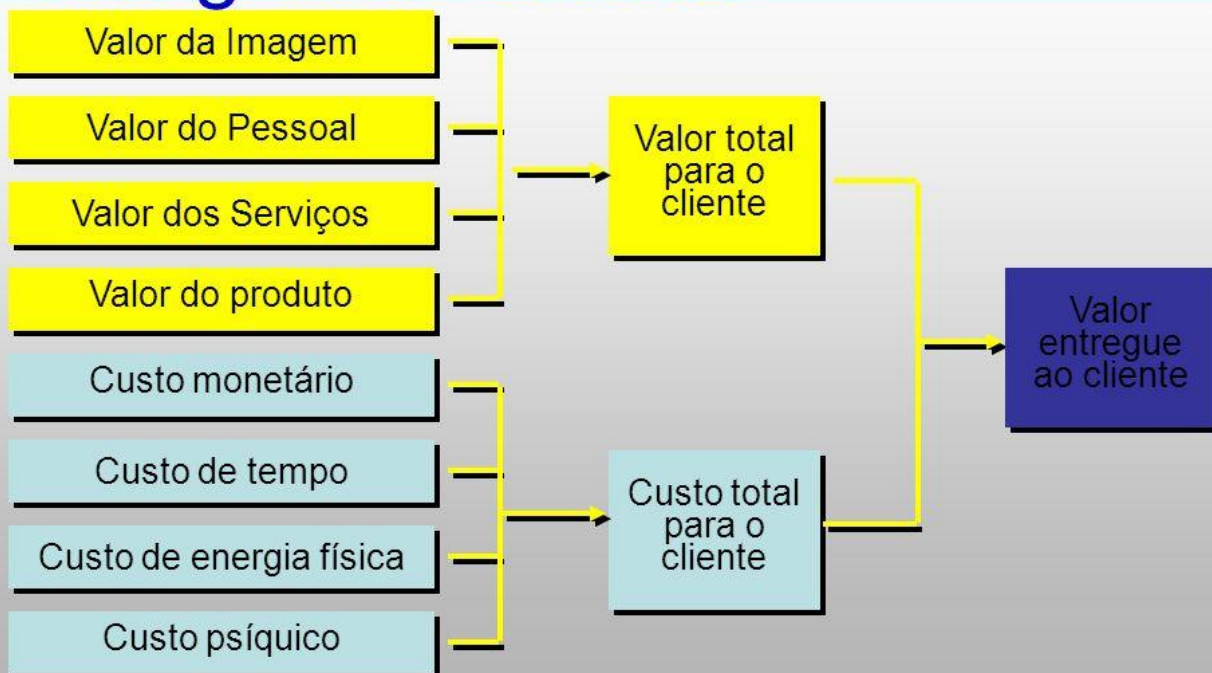 Valor da Imagem
Valor do Pessoal
Valor dos Serviços
Valor do produto
Custo monetário
Custo de tempo
Custo de energia física
Custo psíquico
Valor total
para o
cliente
Custo total
para o
cliente
Valor
entregue
ao cliente